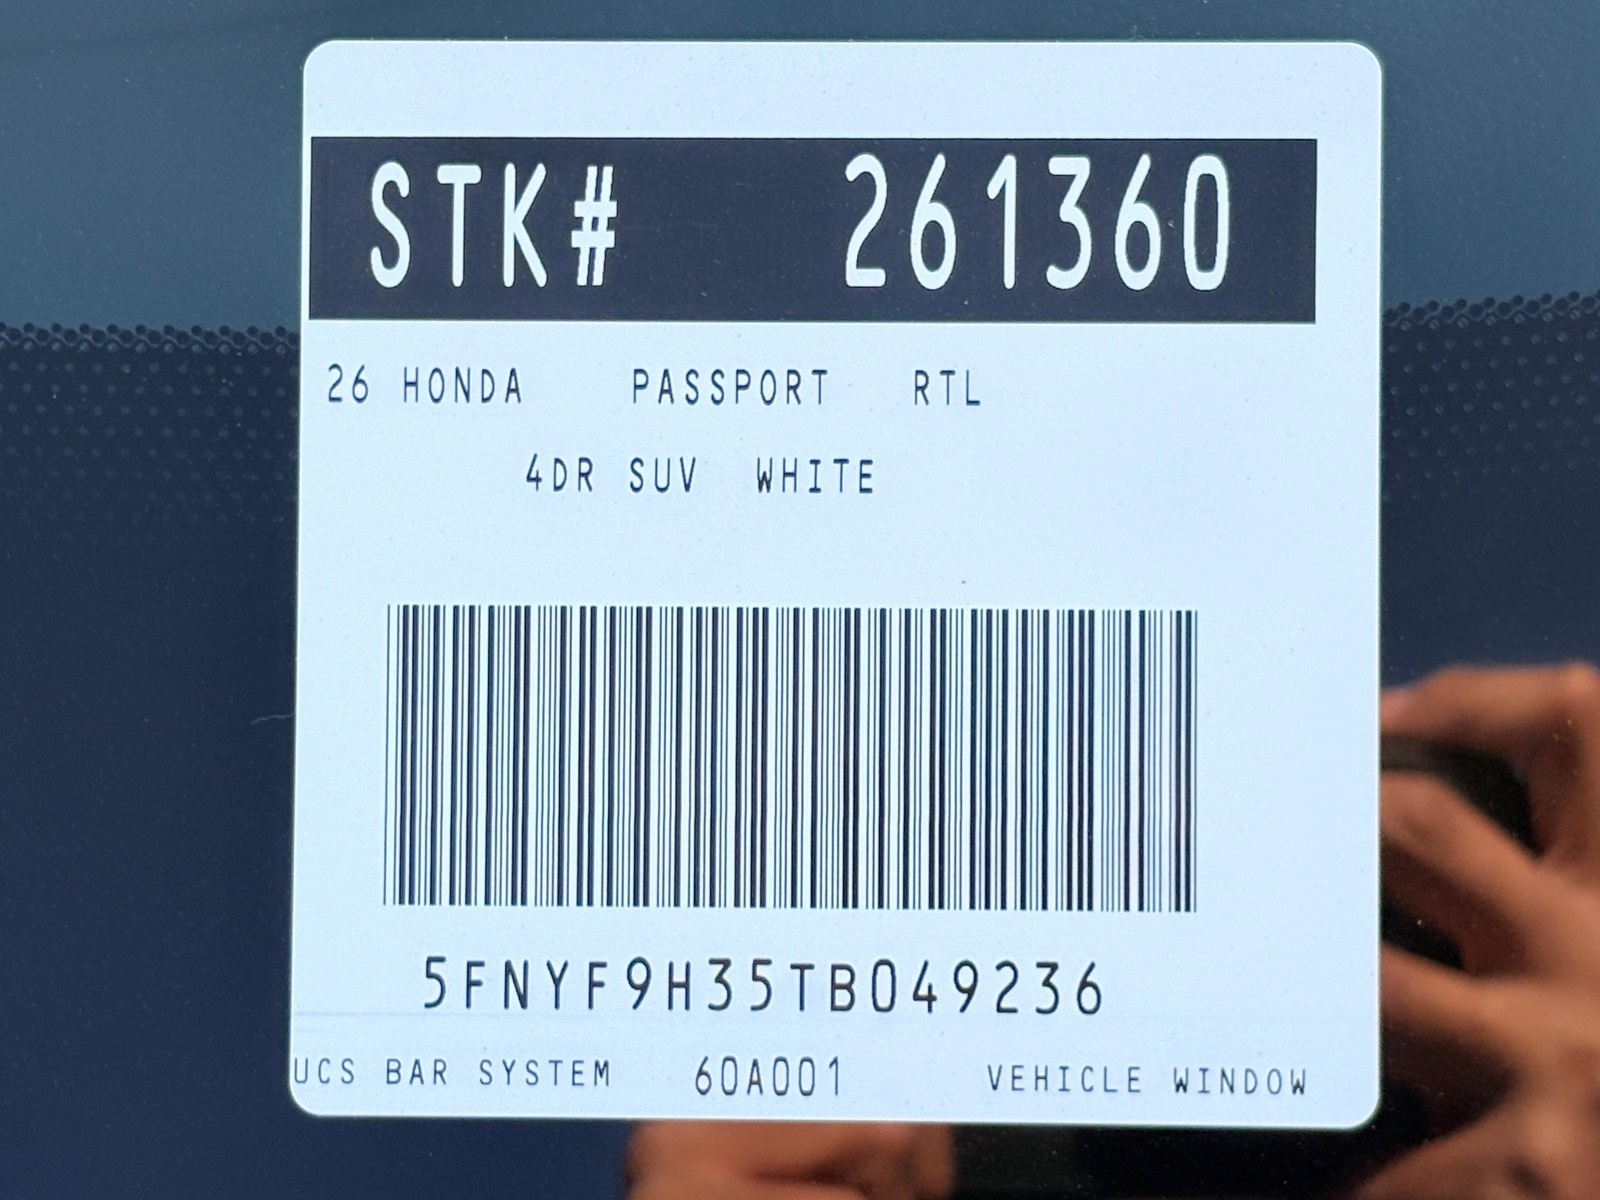 STK# 261360
26 HONDA PASSPORT RTL
4DR SUV WHITE
5FNYF9H35TB049236
UCS BAR SYSTEM 60A001 VEHICLE WINDOW